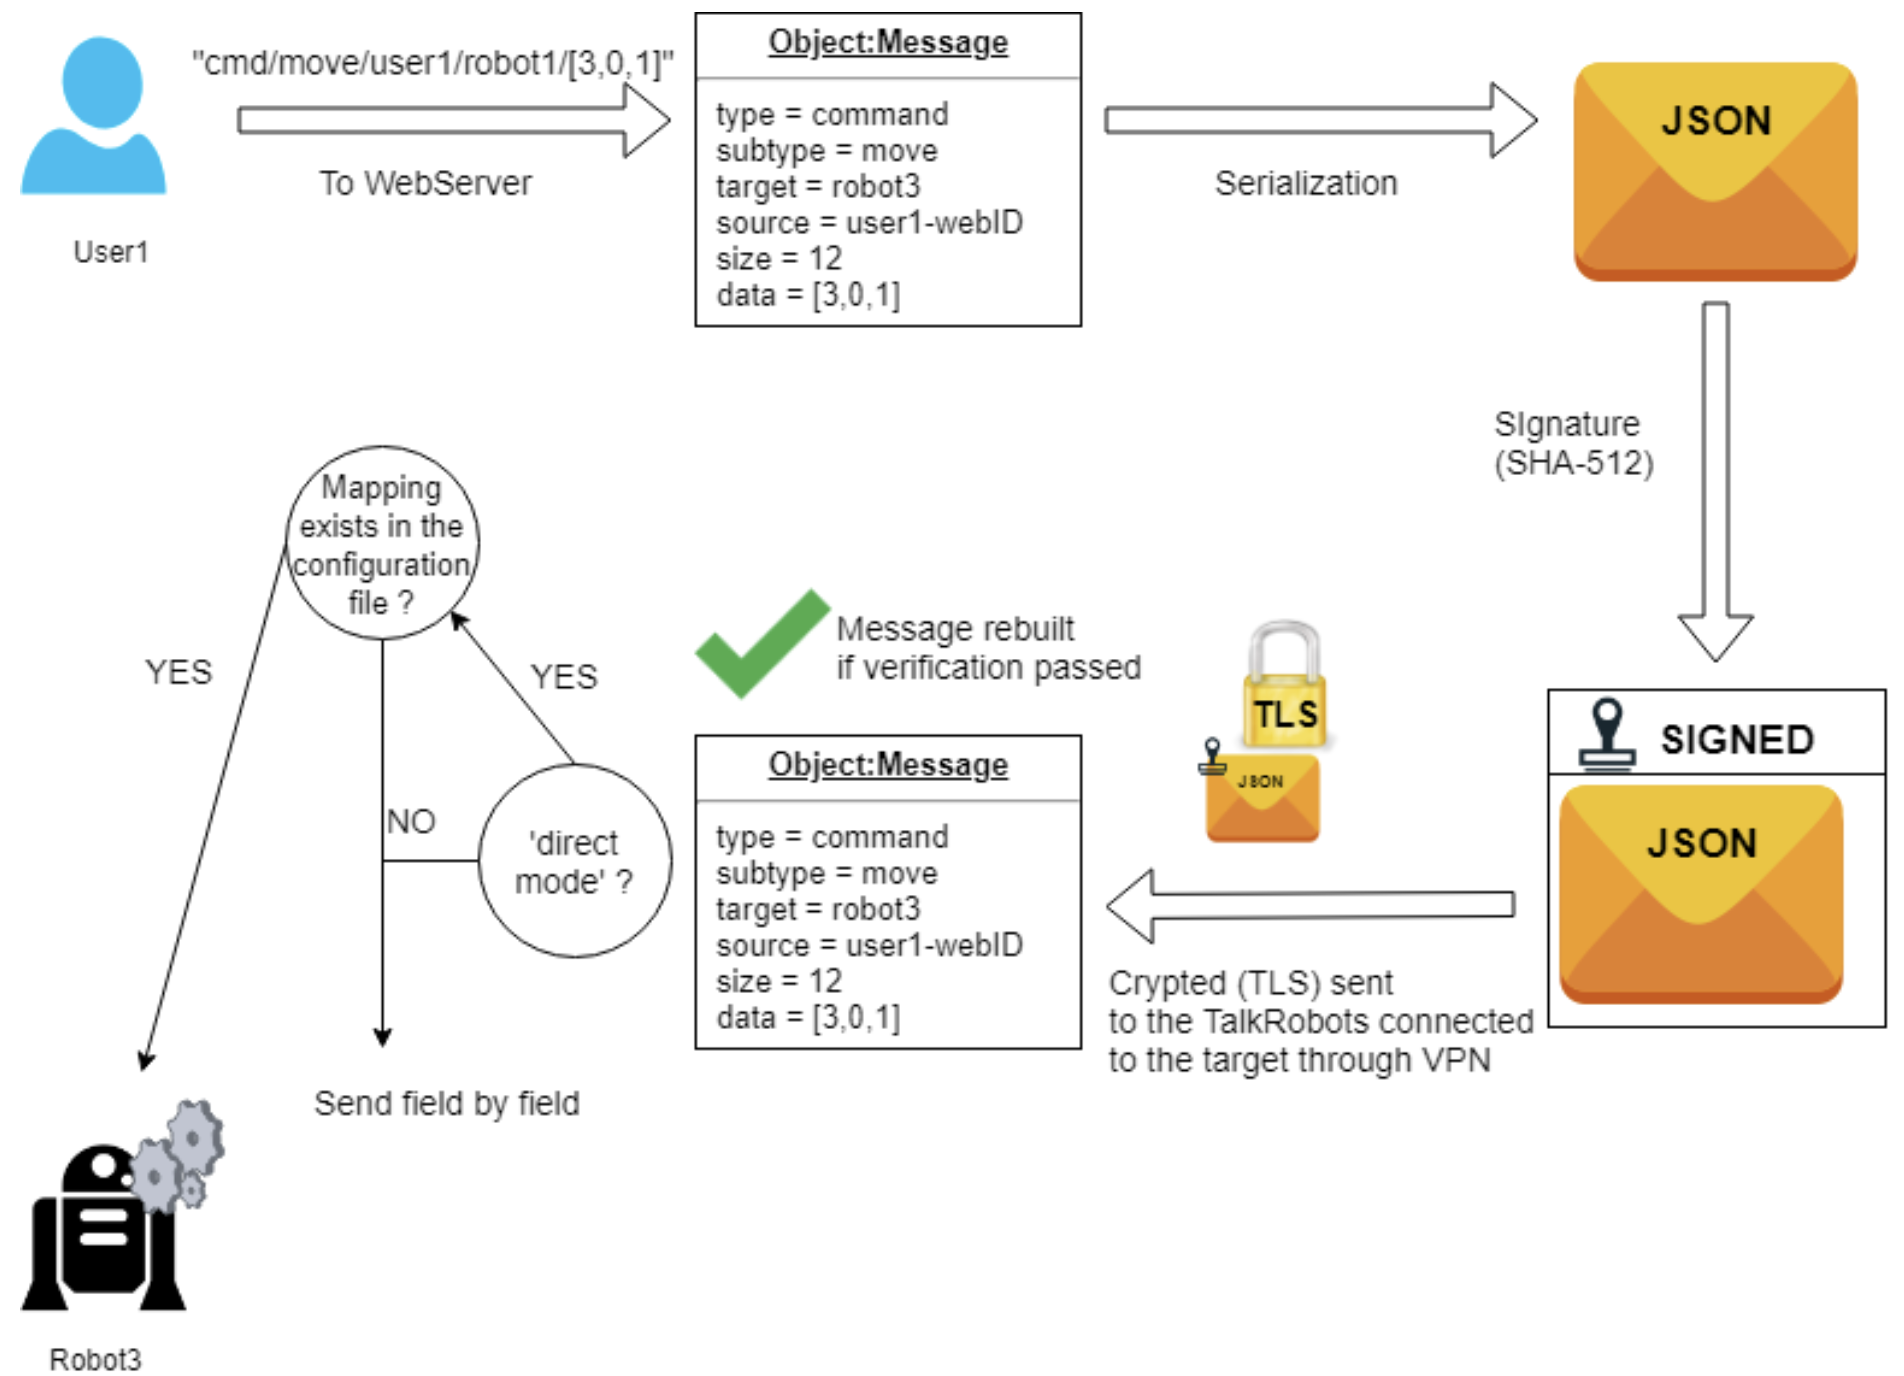 "cmd/move/user1/robot1/[3,0,1]"
To WebServer
User1
Object:Message
type = command
subtype = move
target = robot3
source = user1-webID
size = 12
data = [3,0,1]
Serialization
JSON
SIgnature
(SHA-512)
SIGNED
JSON
TLS
JSON
Crypted (TLS) sent
to the TalkRobots connected
to the target through VPN
Message rebuilt
if verification passed
Object:Message
type = command
subtype = move
target = robot3
source = user1-webID
size = 12
data = [3,0,1]
'direct
mode' ?
YES
NO
Mapping
exists in the
configuration
file ?
YES
Send field by field
Robot3